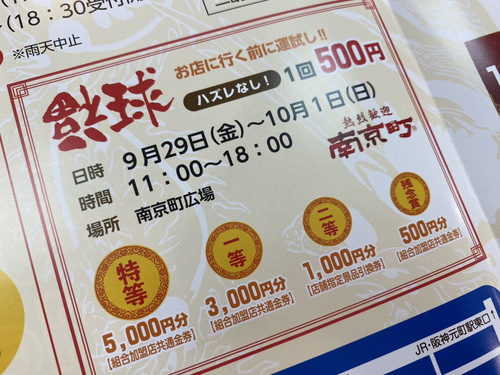 (18：30受付
※雨天中止
お店に行く前に運試し!!
福球
ハズレなし！
1回500円
日時 9月29日(金)～10月1日(日)
時間 11：00～18：00
場所 南京町広場
熱烈歓迎
南京町
特等
5,000円分
[組合加盟店共通金券]
一等
3,000円分
[組合加盟店共通金券]
二等
1,000円分
[店舗指定景品引換券]
残念賞
500円分
[組合加盟店共通金券]
JR・阪神元町駅東口